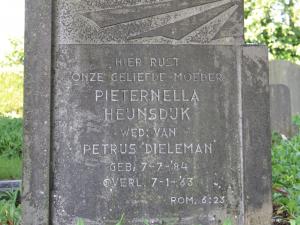 HIER RUST
ONZE GELIEFDE MOEDER
PIETERNELLA
HEIJNSDIJK
WED: VAN
PETRUS DIELEMAN
GEB. 7-7-'84
OVERL. 7-1-'63
ROM. 6:23